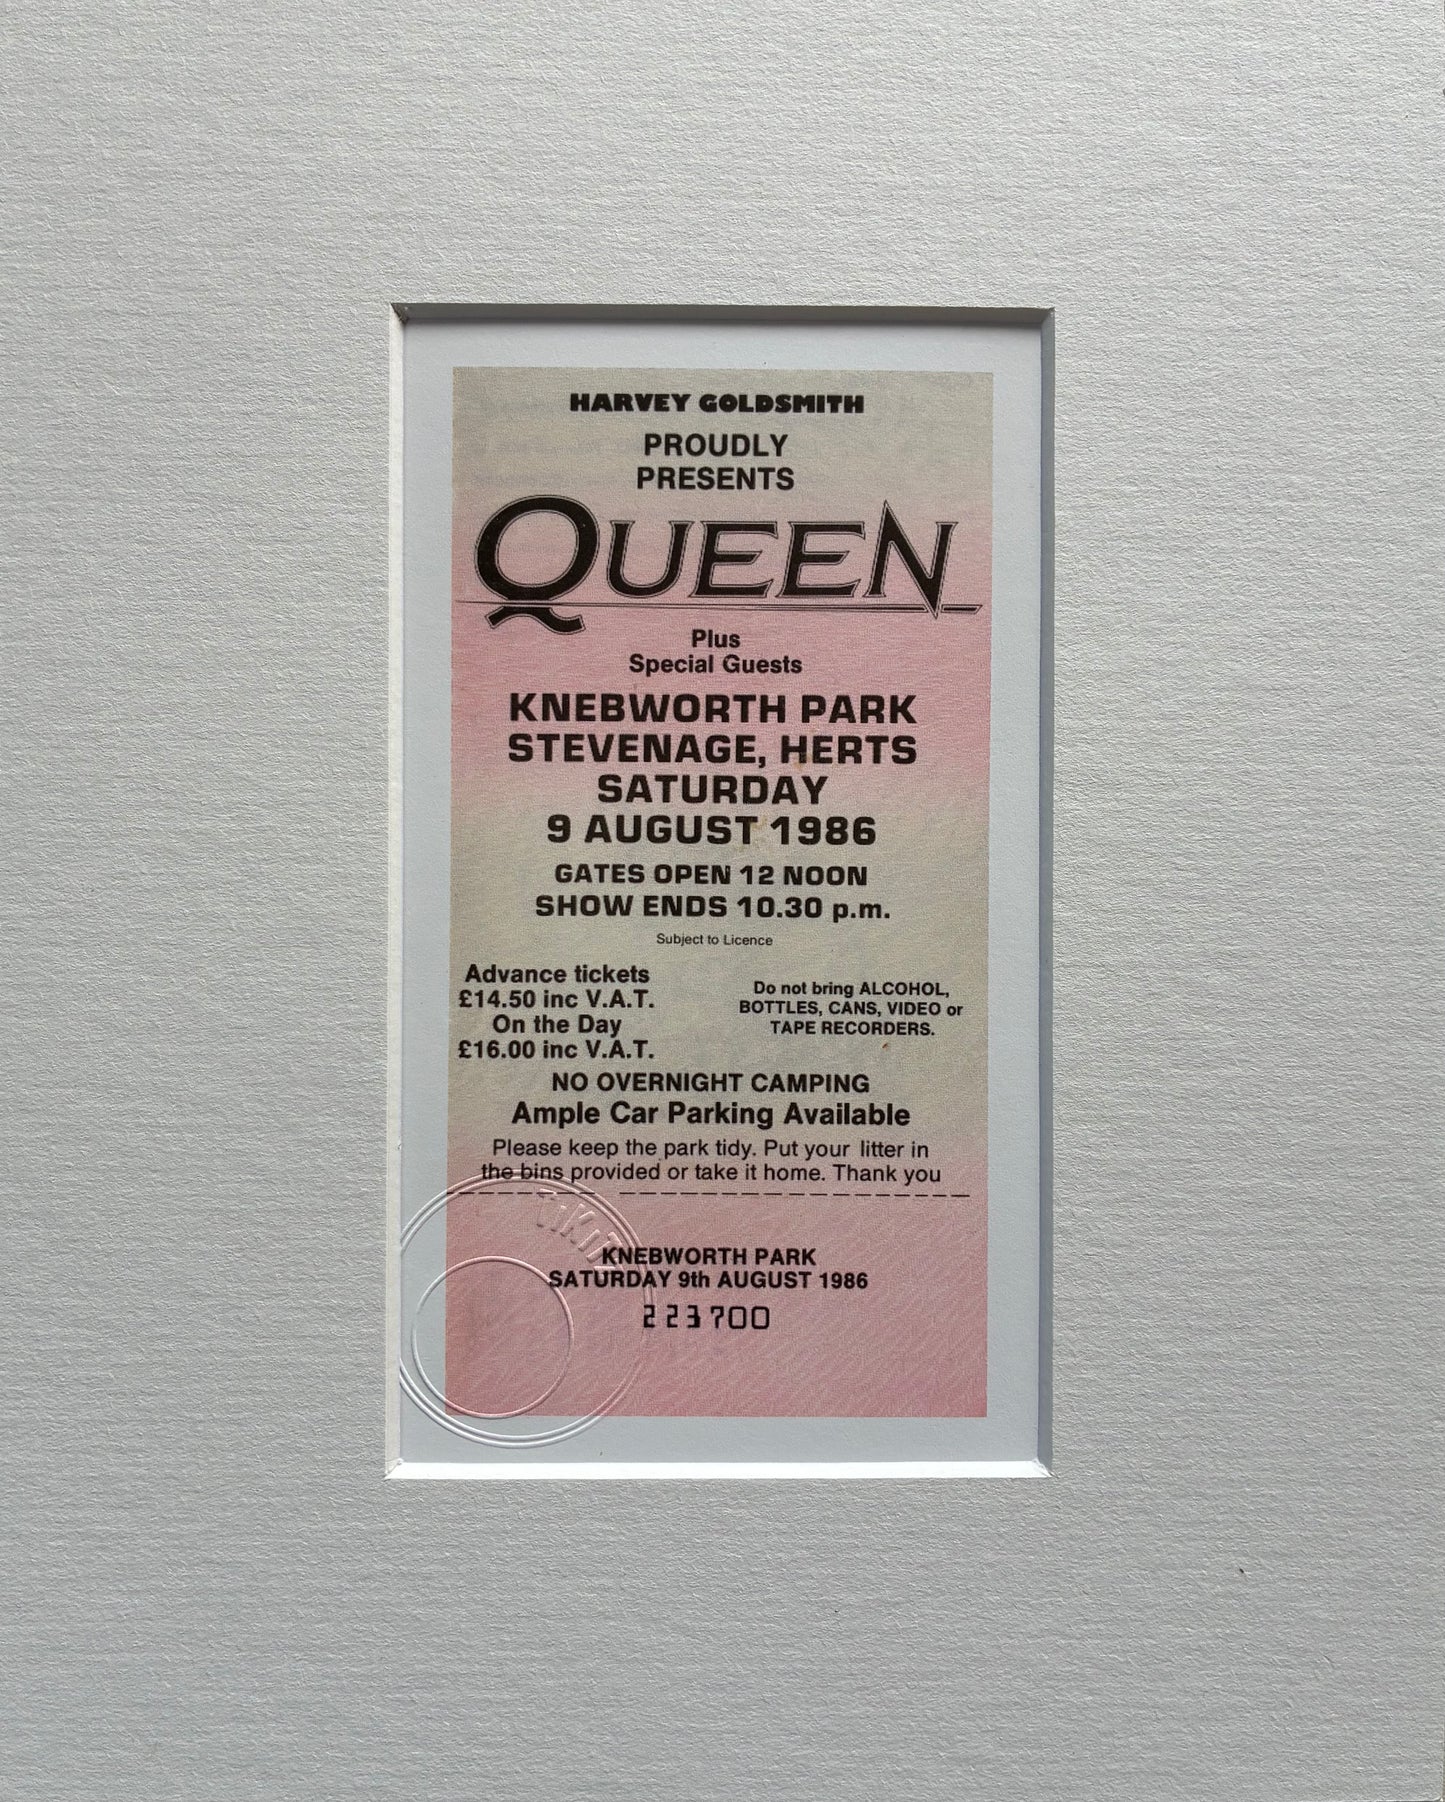 HARVEY GOLDSMITH
PROUDLY
PRESENTS
QUEEN
Plus
Special Guests
KNEBWORTH PARK
STEVENAGE, HERTS
SATURDAY
9 AUGUST 1986
GATES OPEN 12 NOON
SHOW ENDS 10.30 p.m.
Subject to Licence
Advance tickets
£14.50 inc V.A.T.
On the Day
£16.00 inc V.A.T.
Do not bring ALCOHOL,
BOTTLES, CANS, VIDEO or
TAPE RECORDERS.
NO OVERNIGHT CAMPING
Ample Car Parking Available
Please keep the park tidy. Put your litter in
the bins provided or take it home. Thank you
KNEBWORTH PARK
SATURDAY 9th AUGUST 1986
223700